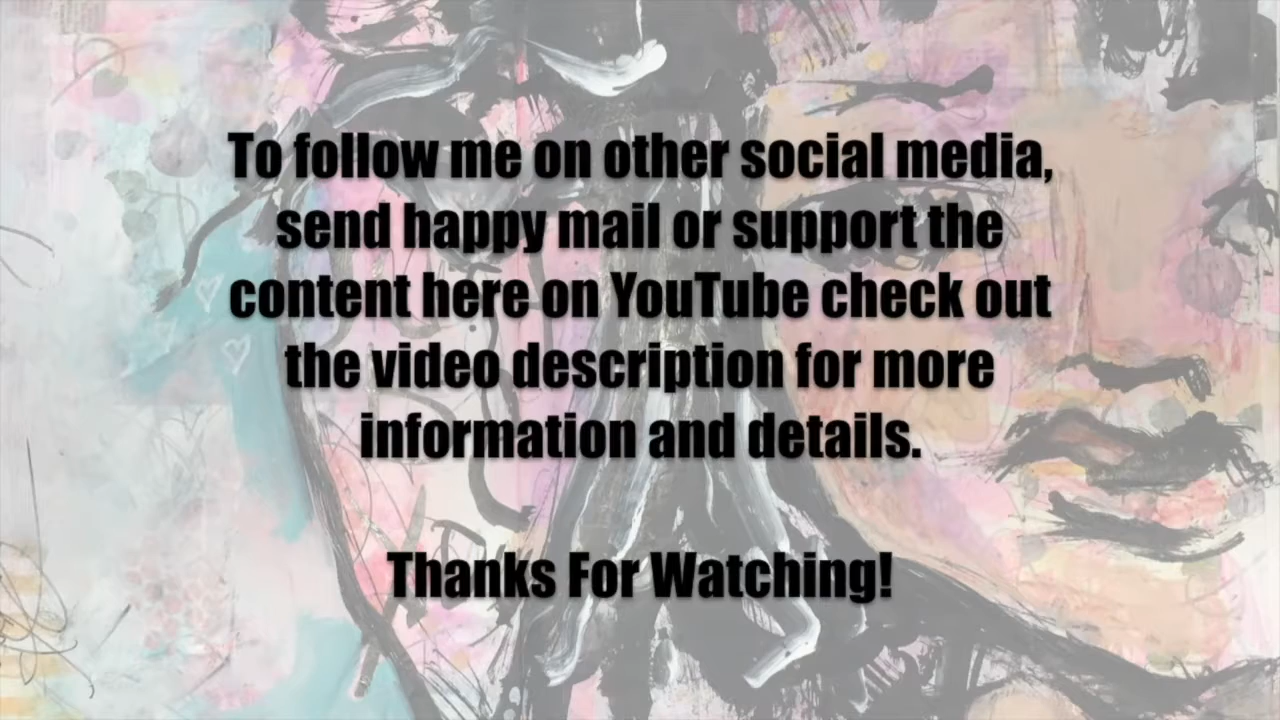 To follow me on other social media,
send happy mail or support the
content here on YouTube check out
the video description for more
information and details.
Thanks For Watching!